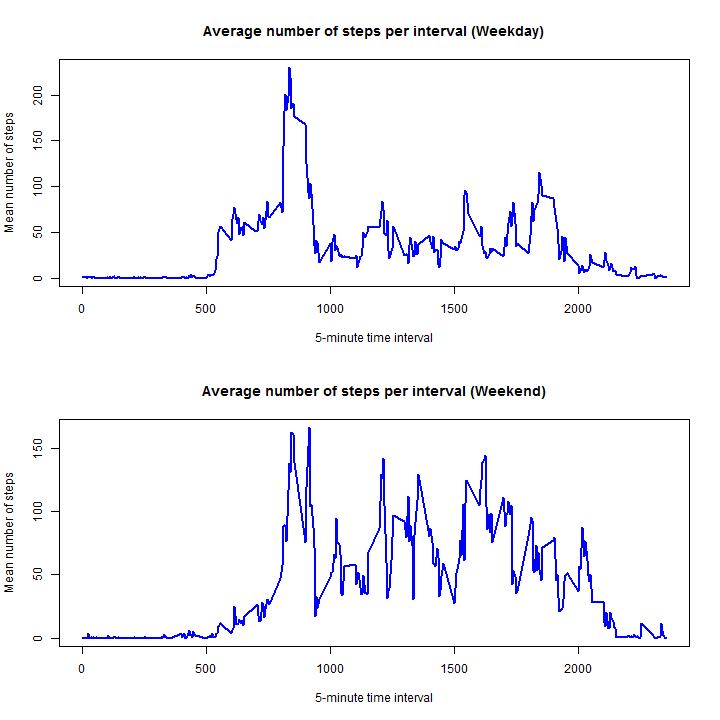 Average number of steps per interval (Weekday)
Mean number of steps
200
150
100
50
0
0 500 1000 1500 2000
5-minute time interval
Average number of steps per interval (Weekend)
Mean number of steps
150
100
50
0
0 500 1000 1500 2000
5-minute time interval